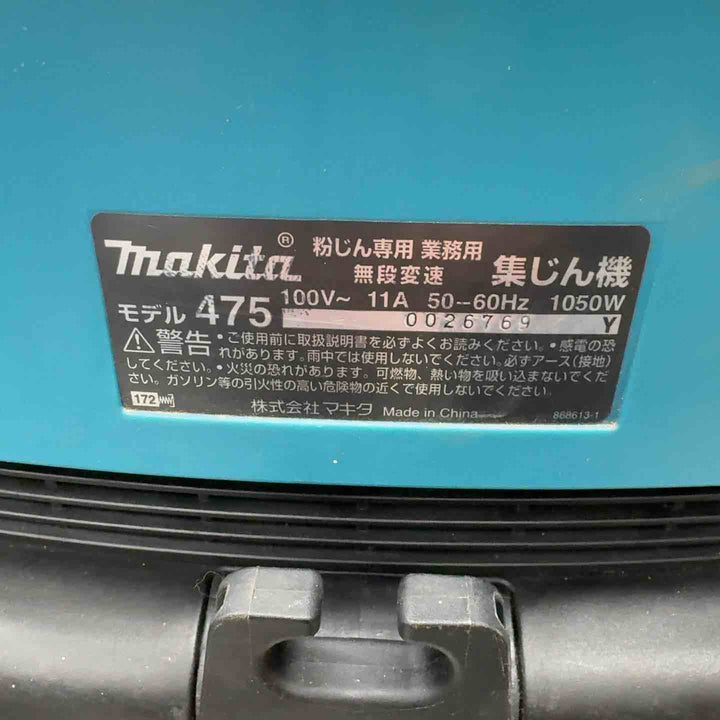 makita® 粉じん専用 業務用
無段変速 集じん機
モデル 475 100V~ 11A 50-60Hz 1050W
0026769 Y
⚠警告 • ご使用前に取扱説明書を必ずよくお読みください。• 感電の恐
れがあります。雨中では使用しないでください。必ずアース(接地)
してください。• 火災の恐れがあります。可燃物、熱い物を吸い込まないでくだ
さい。ガソリン等の引火性の高い危険物の近くで使用しないでください。
172 株式会社マキタ Made in China 868613-1